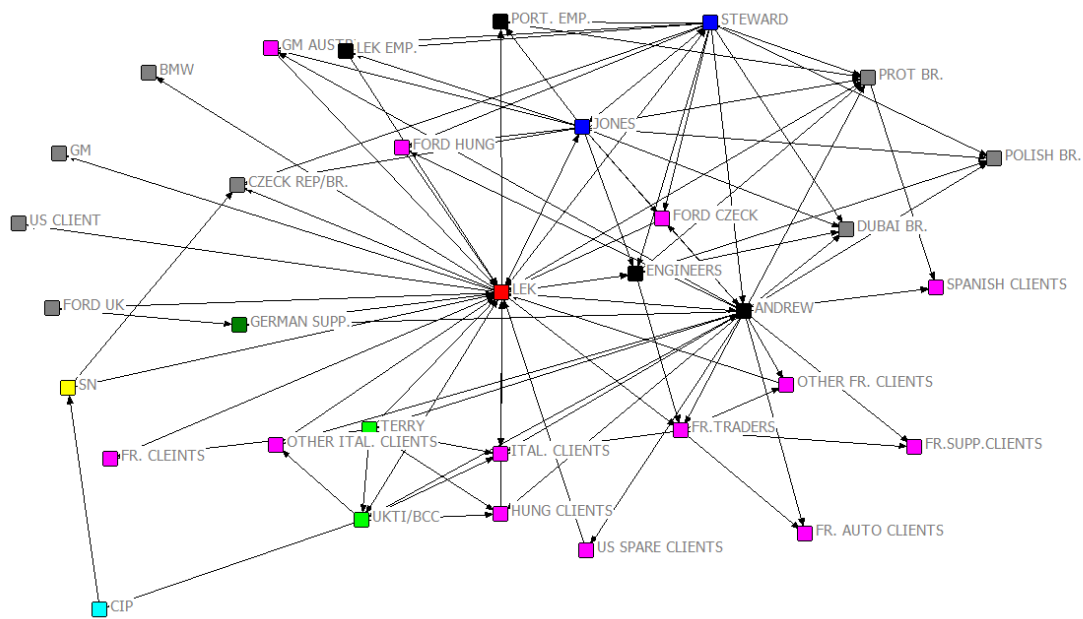 PORT. EMP.
STEWARD
GM AUSTR
LEK EMP.
BMW
PROT BR.
JONES
FORD HUNG
GM
POLISH BR.
CZECK REP/BR.
US CLIENT
FORD CZECK
DUBAI BR.
ENGINEERS
SPANISH CLIENTS
LEK
FORD UK
ANDREW
GERMAN SUPP.
SN
OTHER FR. CLIENTS
TERRY
FR.TRADERS
OTHER ITAL. CLIENTS
FR.SUPP.CLIENTS
ITAL. CLIENTS
FR. CLEINTS
UKTI/BCC
HUNG CLIENTS
FR. AUTO CLIENTS
US SPARE CLIENTS
CIP